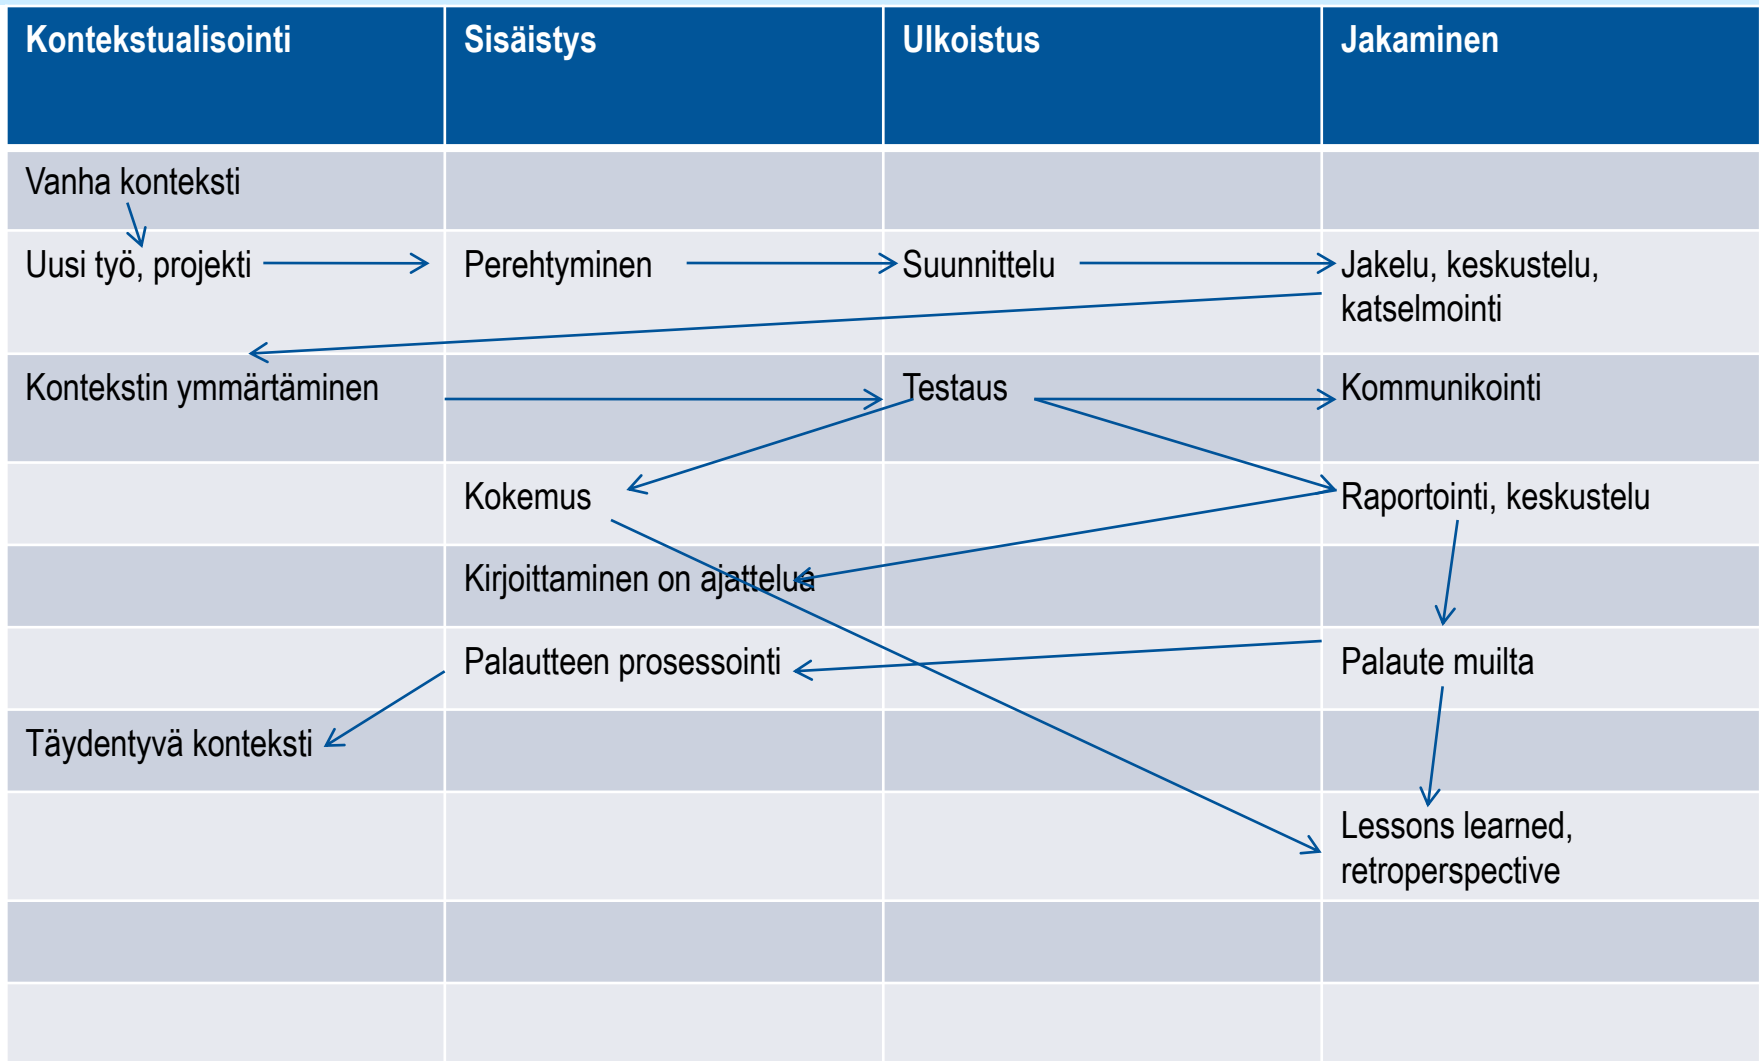 Kontekstualisointi
Sisäistys
Ulkoistus
Jakaminen
Vanha konteksti
Uusi työ, projekti
Perehtyminen
Suunnittelu
Jakelu, keskustelu,
katselmointi
Kontekstin ymmärtäminen
Testaus
Kommunikointi
Kokemus
Raportointi, keskustelu
Kirjoittaminen on ajattelua
Palautteen prosessointi
Palaute muilta
Täydentyvä konteksti
Lessons learned,
retroperspective